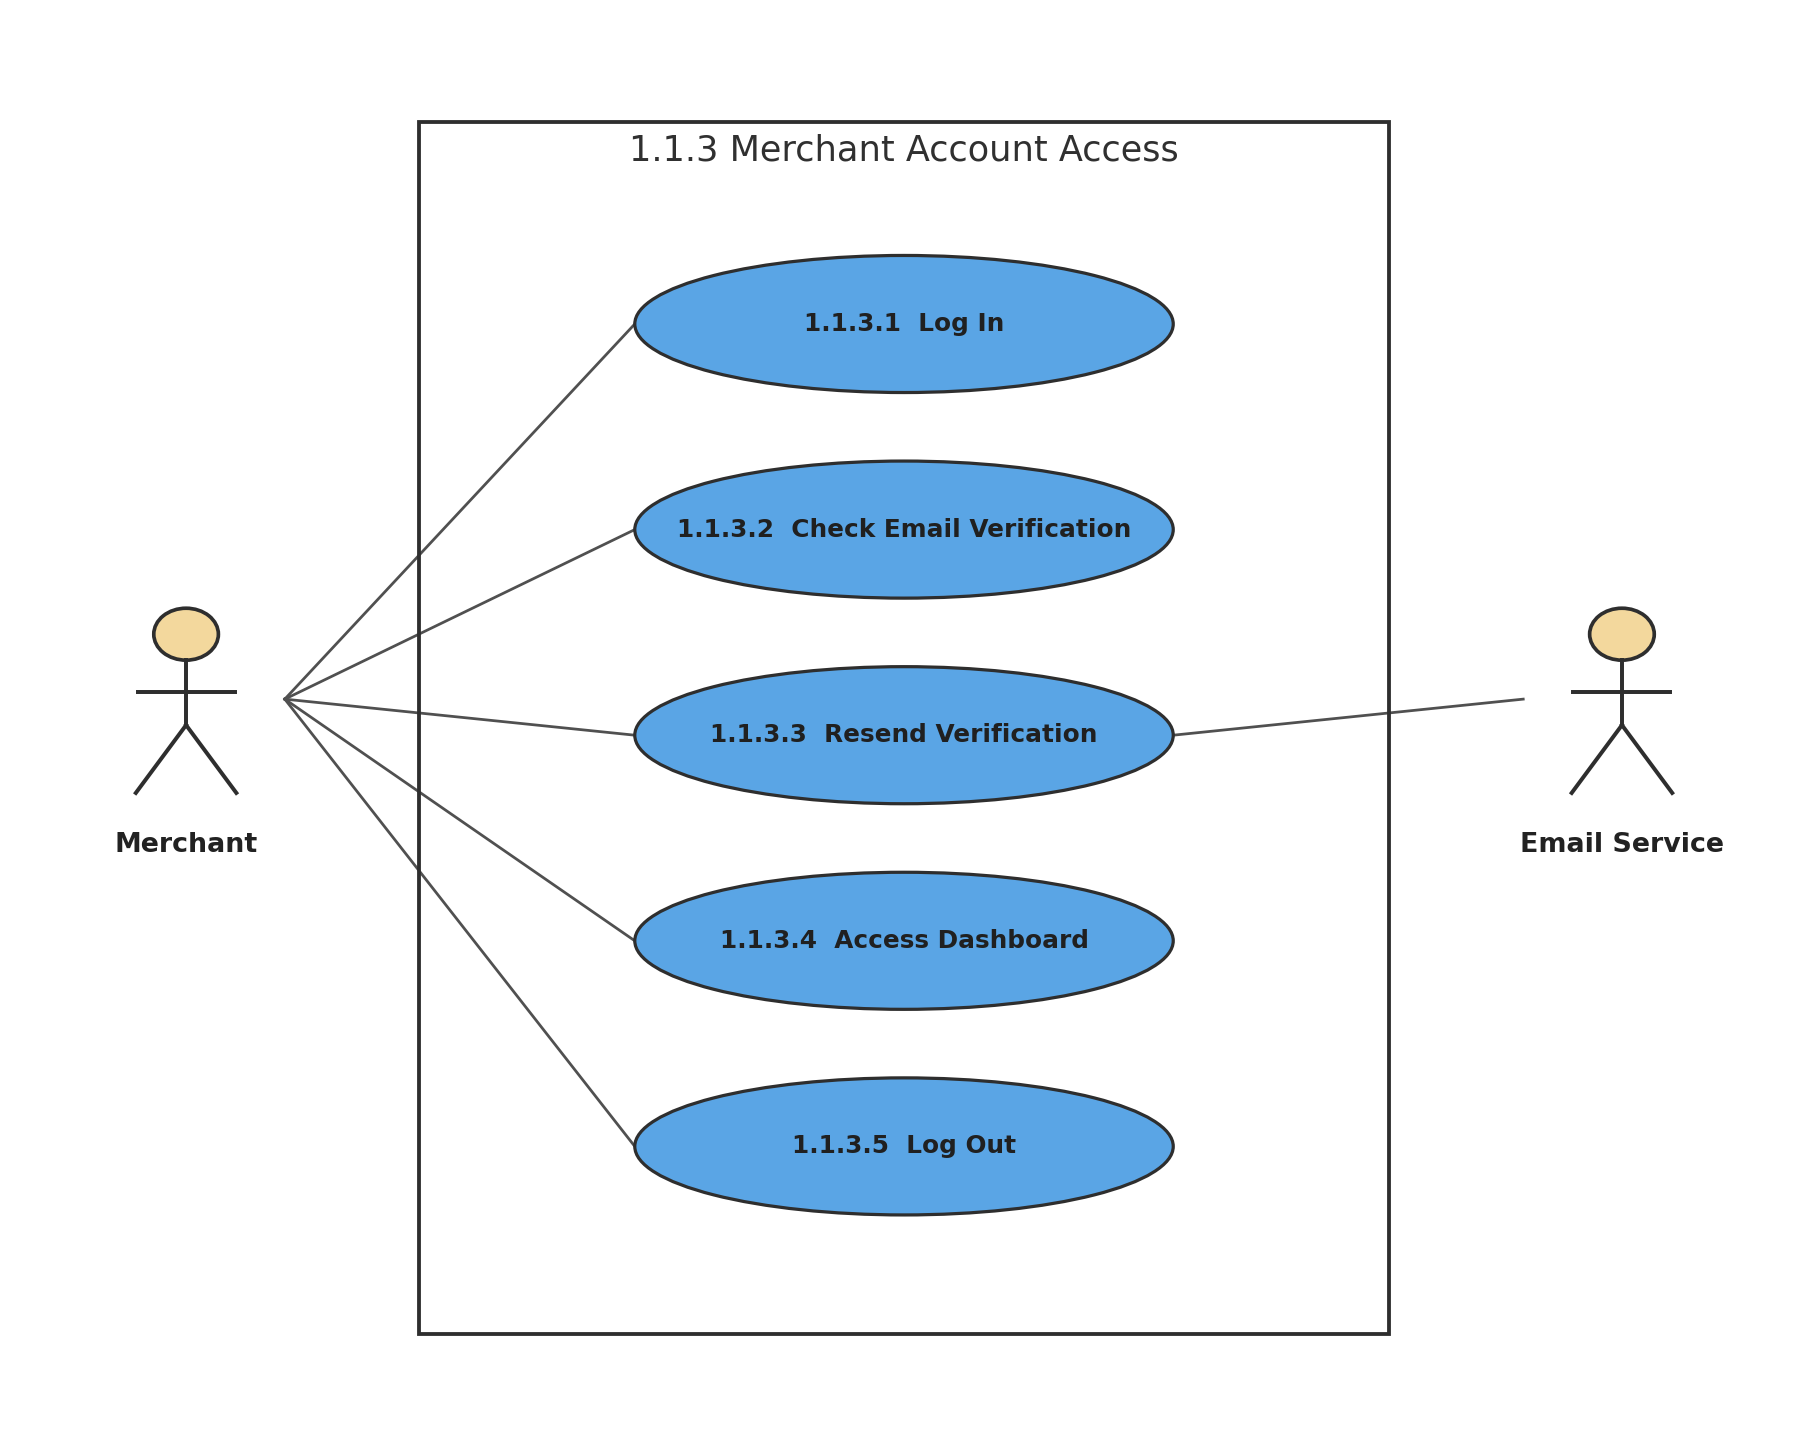 1.1.3 Merchant Account Access
1.1.3.1  Log In
1.1.3.2  Check Email Verification
1.1.3.3  Resend Verification
Merchant
Email Service
1.1.3.4  Access Dashboard
1.1.3.5  Log Out